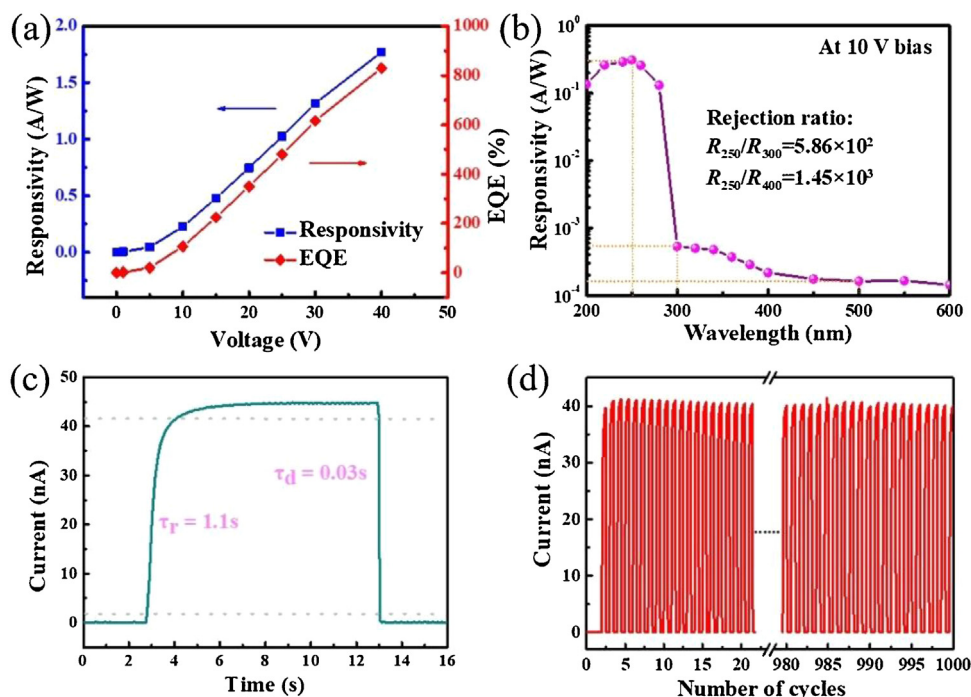 (a)
2.0
1.5
1.0
0.5
0.0
Responsivity (A/W)
1000
800
600
400
200
0
EQE (%)
Responsivity
EQE
0 10 20 30 40 50
Voltage (V)
(b)
10⁰
10⁻¹
10⁻²
10⁻³
10⁻⁴
Responsivity (A/W)
At 10 V bias
Rejection ratio:
R₂₅₀/R₃₀₀=5.86×10²
R₂₅₀/R₄₀₀=1.45×10³
200 300 400 500 600
Wavelength (nm)
(c)
50
40
30
20
10
0
Current (nA)
τd = 0.03s
τr = 1.1s
0 2 4 6 8 10 12 14 16
Time (s)
(d)
50
40
30
20
10
0
Current (nA)
0 5 10 15 20 980 985 990 995 1000
Number of cycles